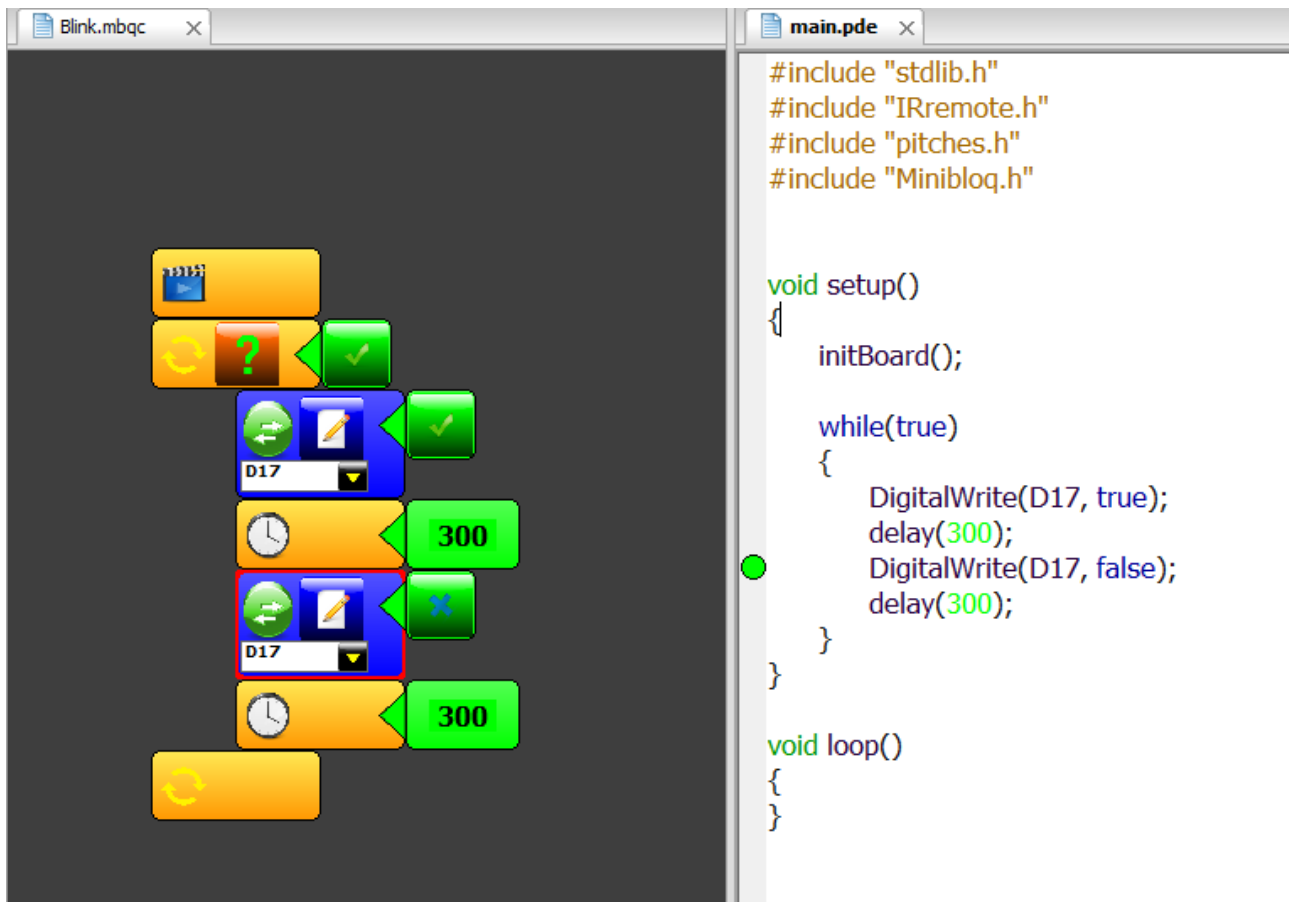 Blink.mbqc
?
D17
300
D17
300
main.pde
#include "stdlib.h"
#include "IRremote.h"
#include "pitches.h"
#include "Minibloq.h"
void setup()
{
initBoard();
while(true)
{
DigitalWrite(D17, true);
delay(300);
DigitalWrite(D17, false);
delay(300);
}
}
void loop()
{
}